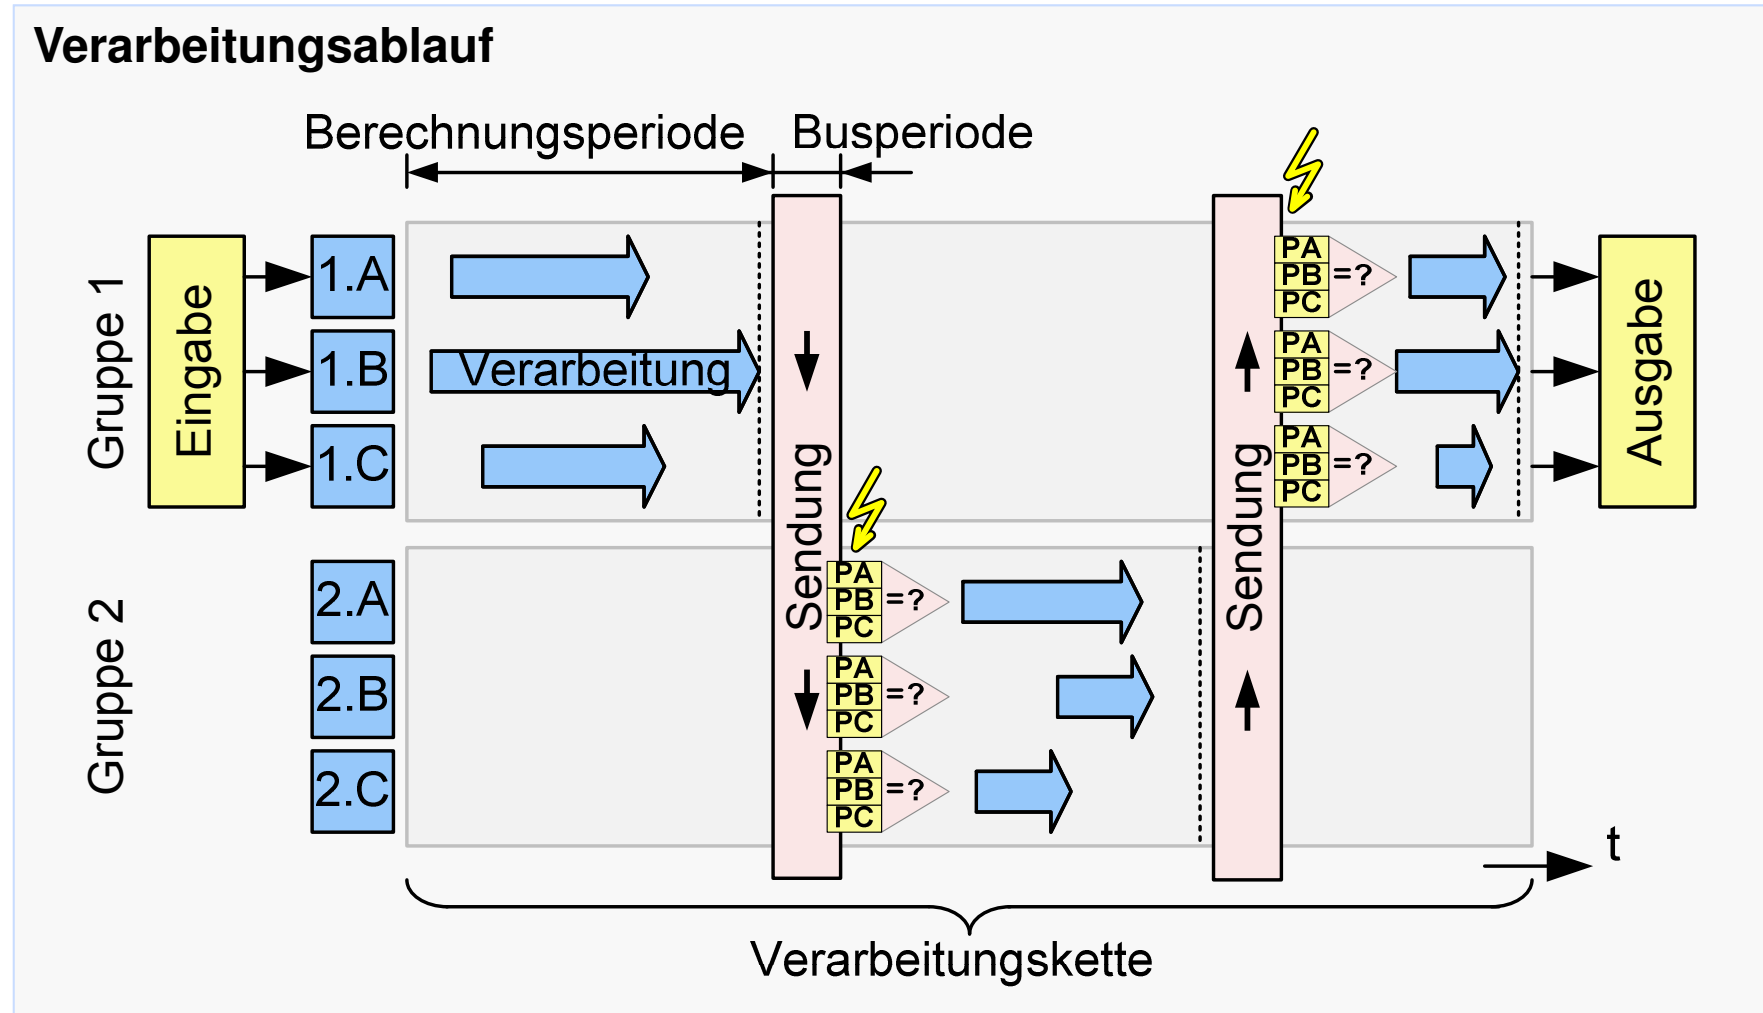 Verarbeitungsablauf
Berechnungsperiode
Busperiode
Gruppe 1
Eingabe
1.A
1.B
1.C
Verarbeitung
Sendung
Sendung
PA
PB =?
PC
PA
PB =?
PC
PA
PB =?
PC
Ausgabe
Gruppe 2
2.A
2.B
2.C
PA
PB =?
PC
PA
PB =?
PC
PA
PB =?
PC
t
Verarbeitungskette